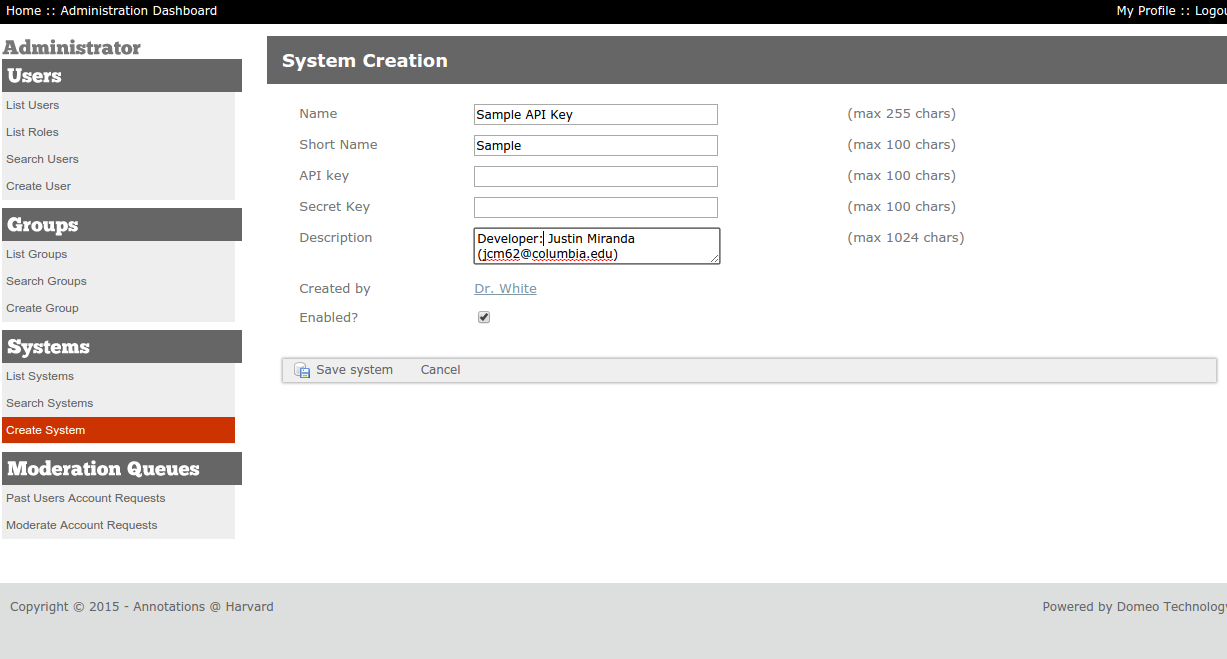 Home :: Administration Dashboard
My Profile :: Logou
Administrator
Users
List Users
List Roles
Search Users
Create User
Groups
List Groups
Search Groups
Create Group
Systems
List Systems
Search Systems
Create System
Moderation Queues
Past Users Account Requests
Moderate Account Requests
System Creation
Name Sample API Key (max 255 chars)
Short Name Sample (max 100 chars)
API key (max 100 chars)
Secret Key (max 100 chars)
Description Developer: Justin Miranda (max 1024 chars)
(jcm62@columbia.edu)
Created by Dr. White
Enabled?
Save system Cancel
Copyright © 2015 - Annotations @ Harvard
Powered by Domeo Technology